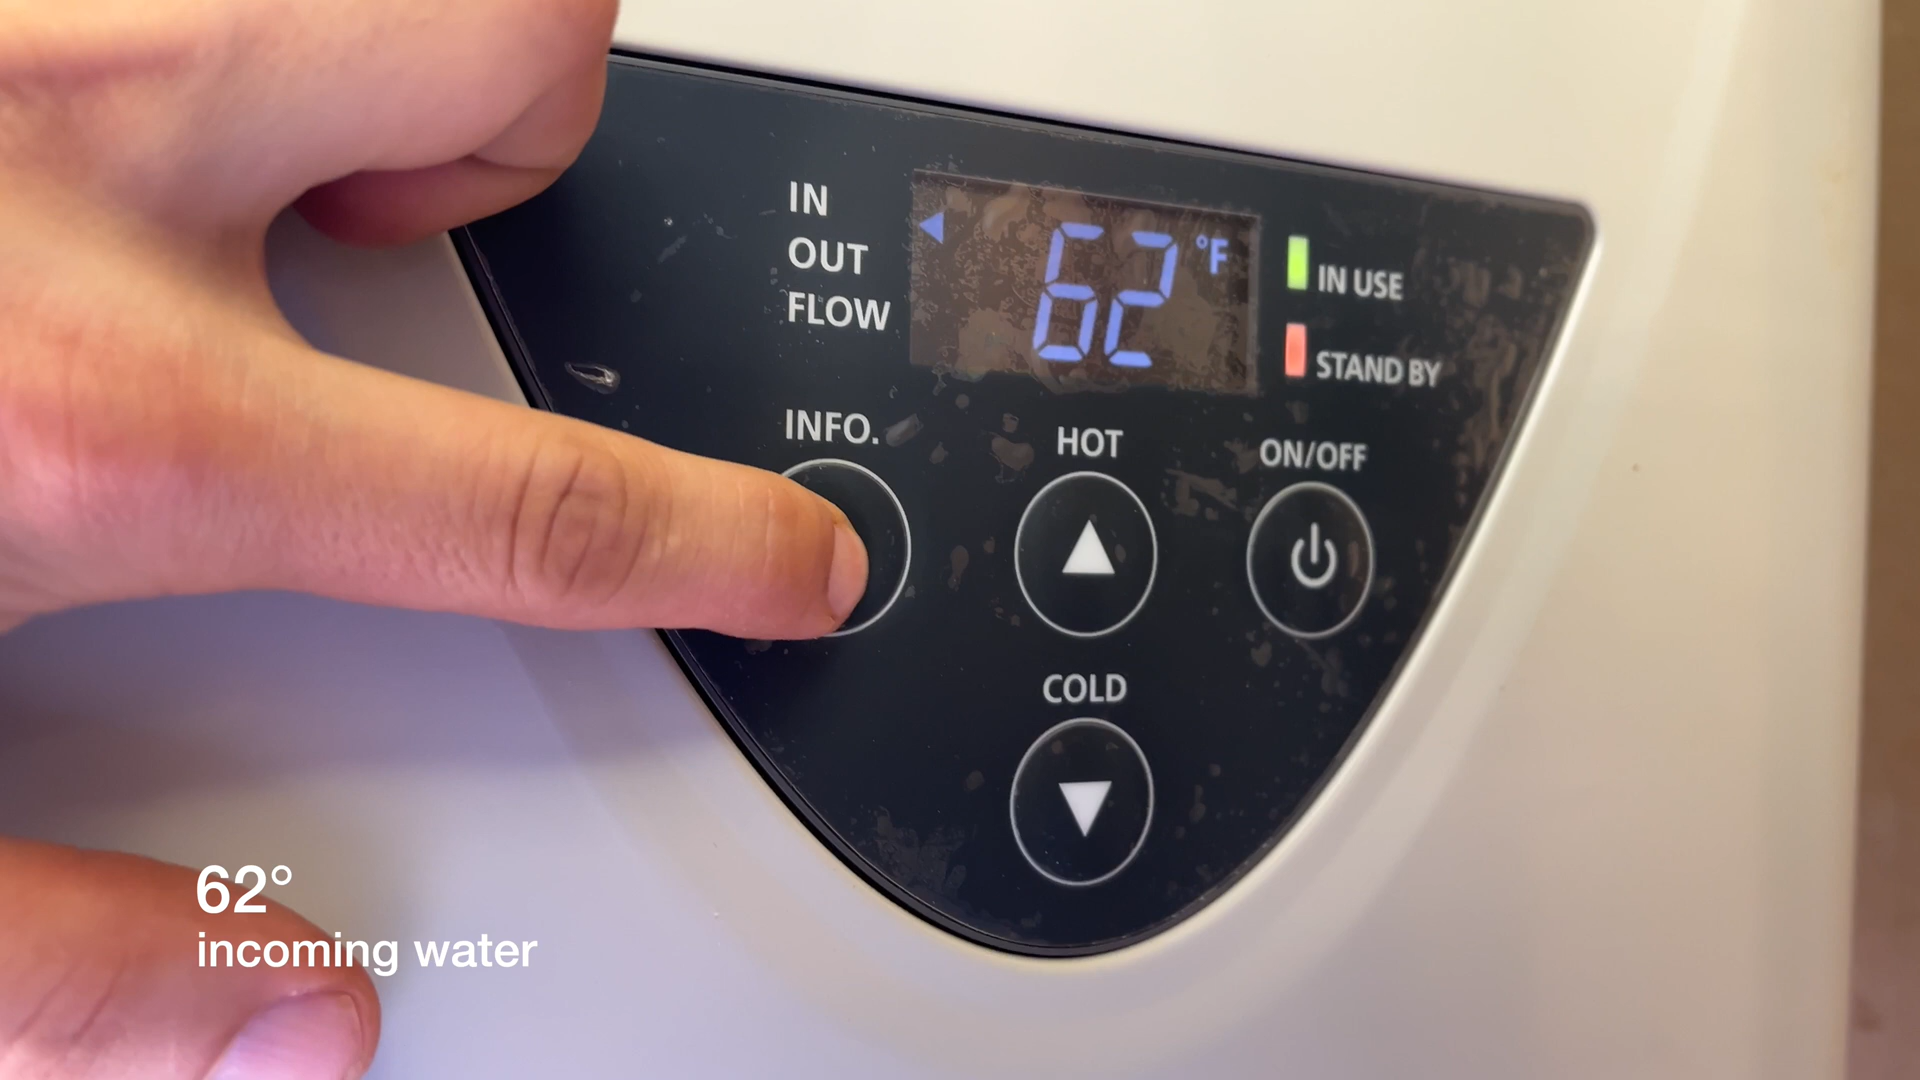 IN
OUT
FLOW
62 °F
IN USE
STAND BY
INFO.
HOT
ON/OFF
COLD
62°
incoming water